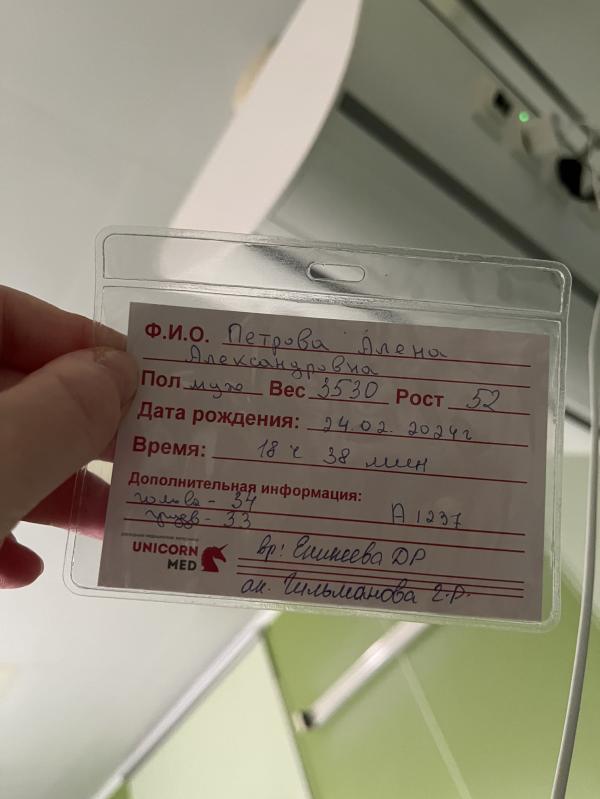 Ф.И.О. Петрова Алена
Александровна
Пол муж Вес 3530 Рост 52
Дата рождения: 24.02.2024г
Время: 18 ч 38 мин
Дополнительная информация:
голова - 34
грудь - 33
А 1237
UNICORN
MED
вр: Еникеева ДР
ак. Гильманова Г.Р.